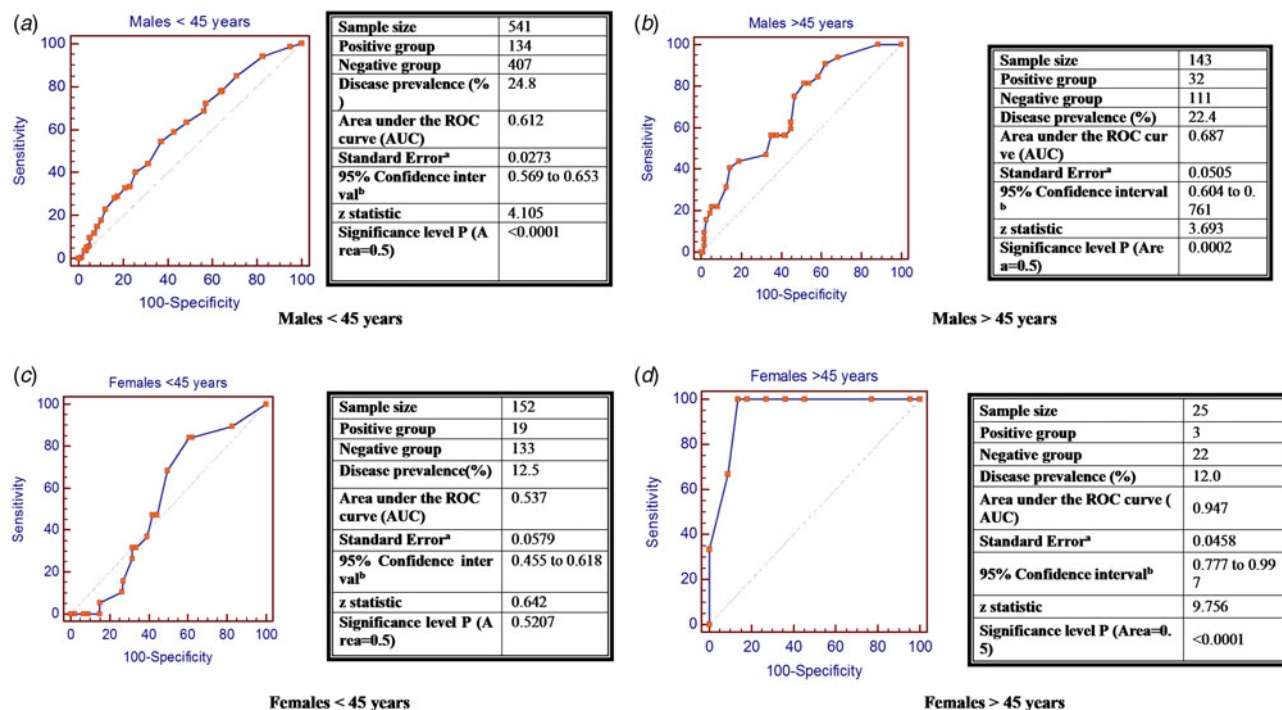 (a)
Males < 45 years
100
80
60
40
20
0
Sensitivity
0 20 40 60 80 100
100-Specificity
Sample size 541
Positive group 134
Negative group 407
Disease prevalence (%
) 24.8
Area under the ROC
curve (AUC) 0.612
Standard Errorᵃ 0.0273
95% Confidence inter
valᵇ 0.569 to 0.653
z statistic 4.105
Significance level P (A
rea=0.5) <0.0001
Males < 45 years
(b)
Males >45 years
100
80
60
40
20
0
Sensitivity
0 20 40 60 80 100
100-Specificity
Sample size 143
Positive group 32
Negative group 111
Disease prevalence (%) 22.4
Area under the ROC cur
ve (AUC) 0.687
Standard Errorᵃ 0.0505
95% Confidence interval 0.604 to 0.
ᵇ 761
z statistic 3.693
Significance level P (Are
a=0.5) 0.0002
Males > 45 years
(c)
Females <45 years
100
80
60
40
20
0
Sensitivity
0 20 40 60 80 100
100-Specificity
Sample size 152
Positive group 19
Negative group 133
Disease prevalence(%) 12.5
Area under the ROC
curve (AUC) 0.537
Standard Errorᵃ 0.0579
95% Confidence inter
valᵇ 0.455 to 0.618
z statistic 0.642
Significance level P (A
rea=0.5) 0.5207
Females < 45 years
(d)
Females >45 years
100
80
60
40
20
0
Sensitivity
0 20 40 60 80 100
100-Specificity
Sample size 25
Positive group 3
Negative group 22
Disease prevalence (%) 12.0
Area under the ROC curve (
AUC) 0.947
Standard Errorᵃ 0.0458
95% Confidence intervalᵇ 0.777 to 0.99
7
z statistic 9.756
Significance level P (Area=0.
5) <0.0001
Females > 45 years